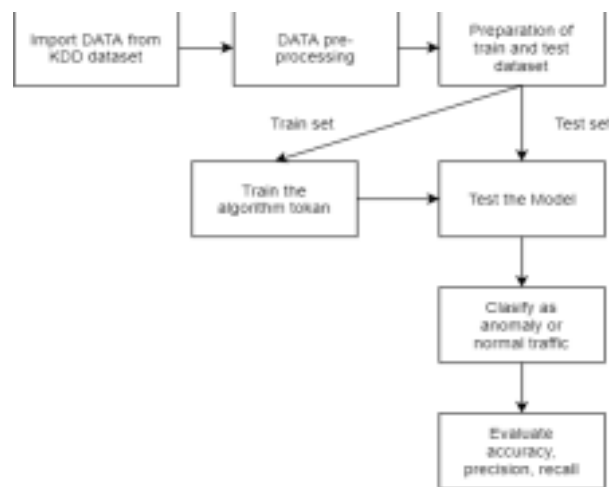 Import DATA from
KDD dataset
DATA pre-
processing
Preparation of
train and test
dataset
Train set
Test set
Train the
algorithm tokan
Test the Model
Clasify as
anomaly or
normal traffic
Evaluate
accuracy,
precision, recall